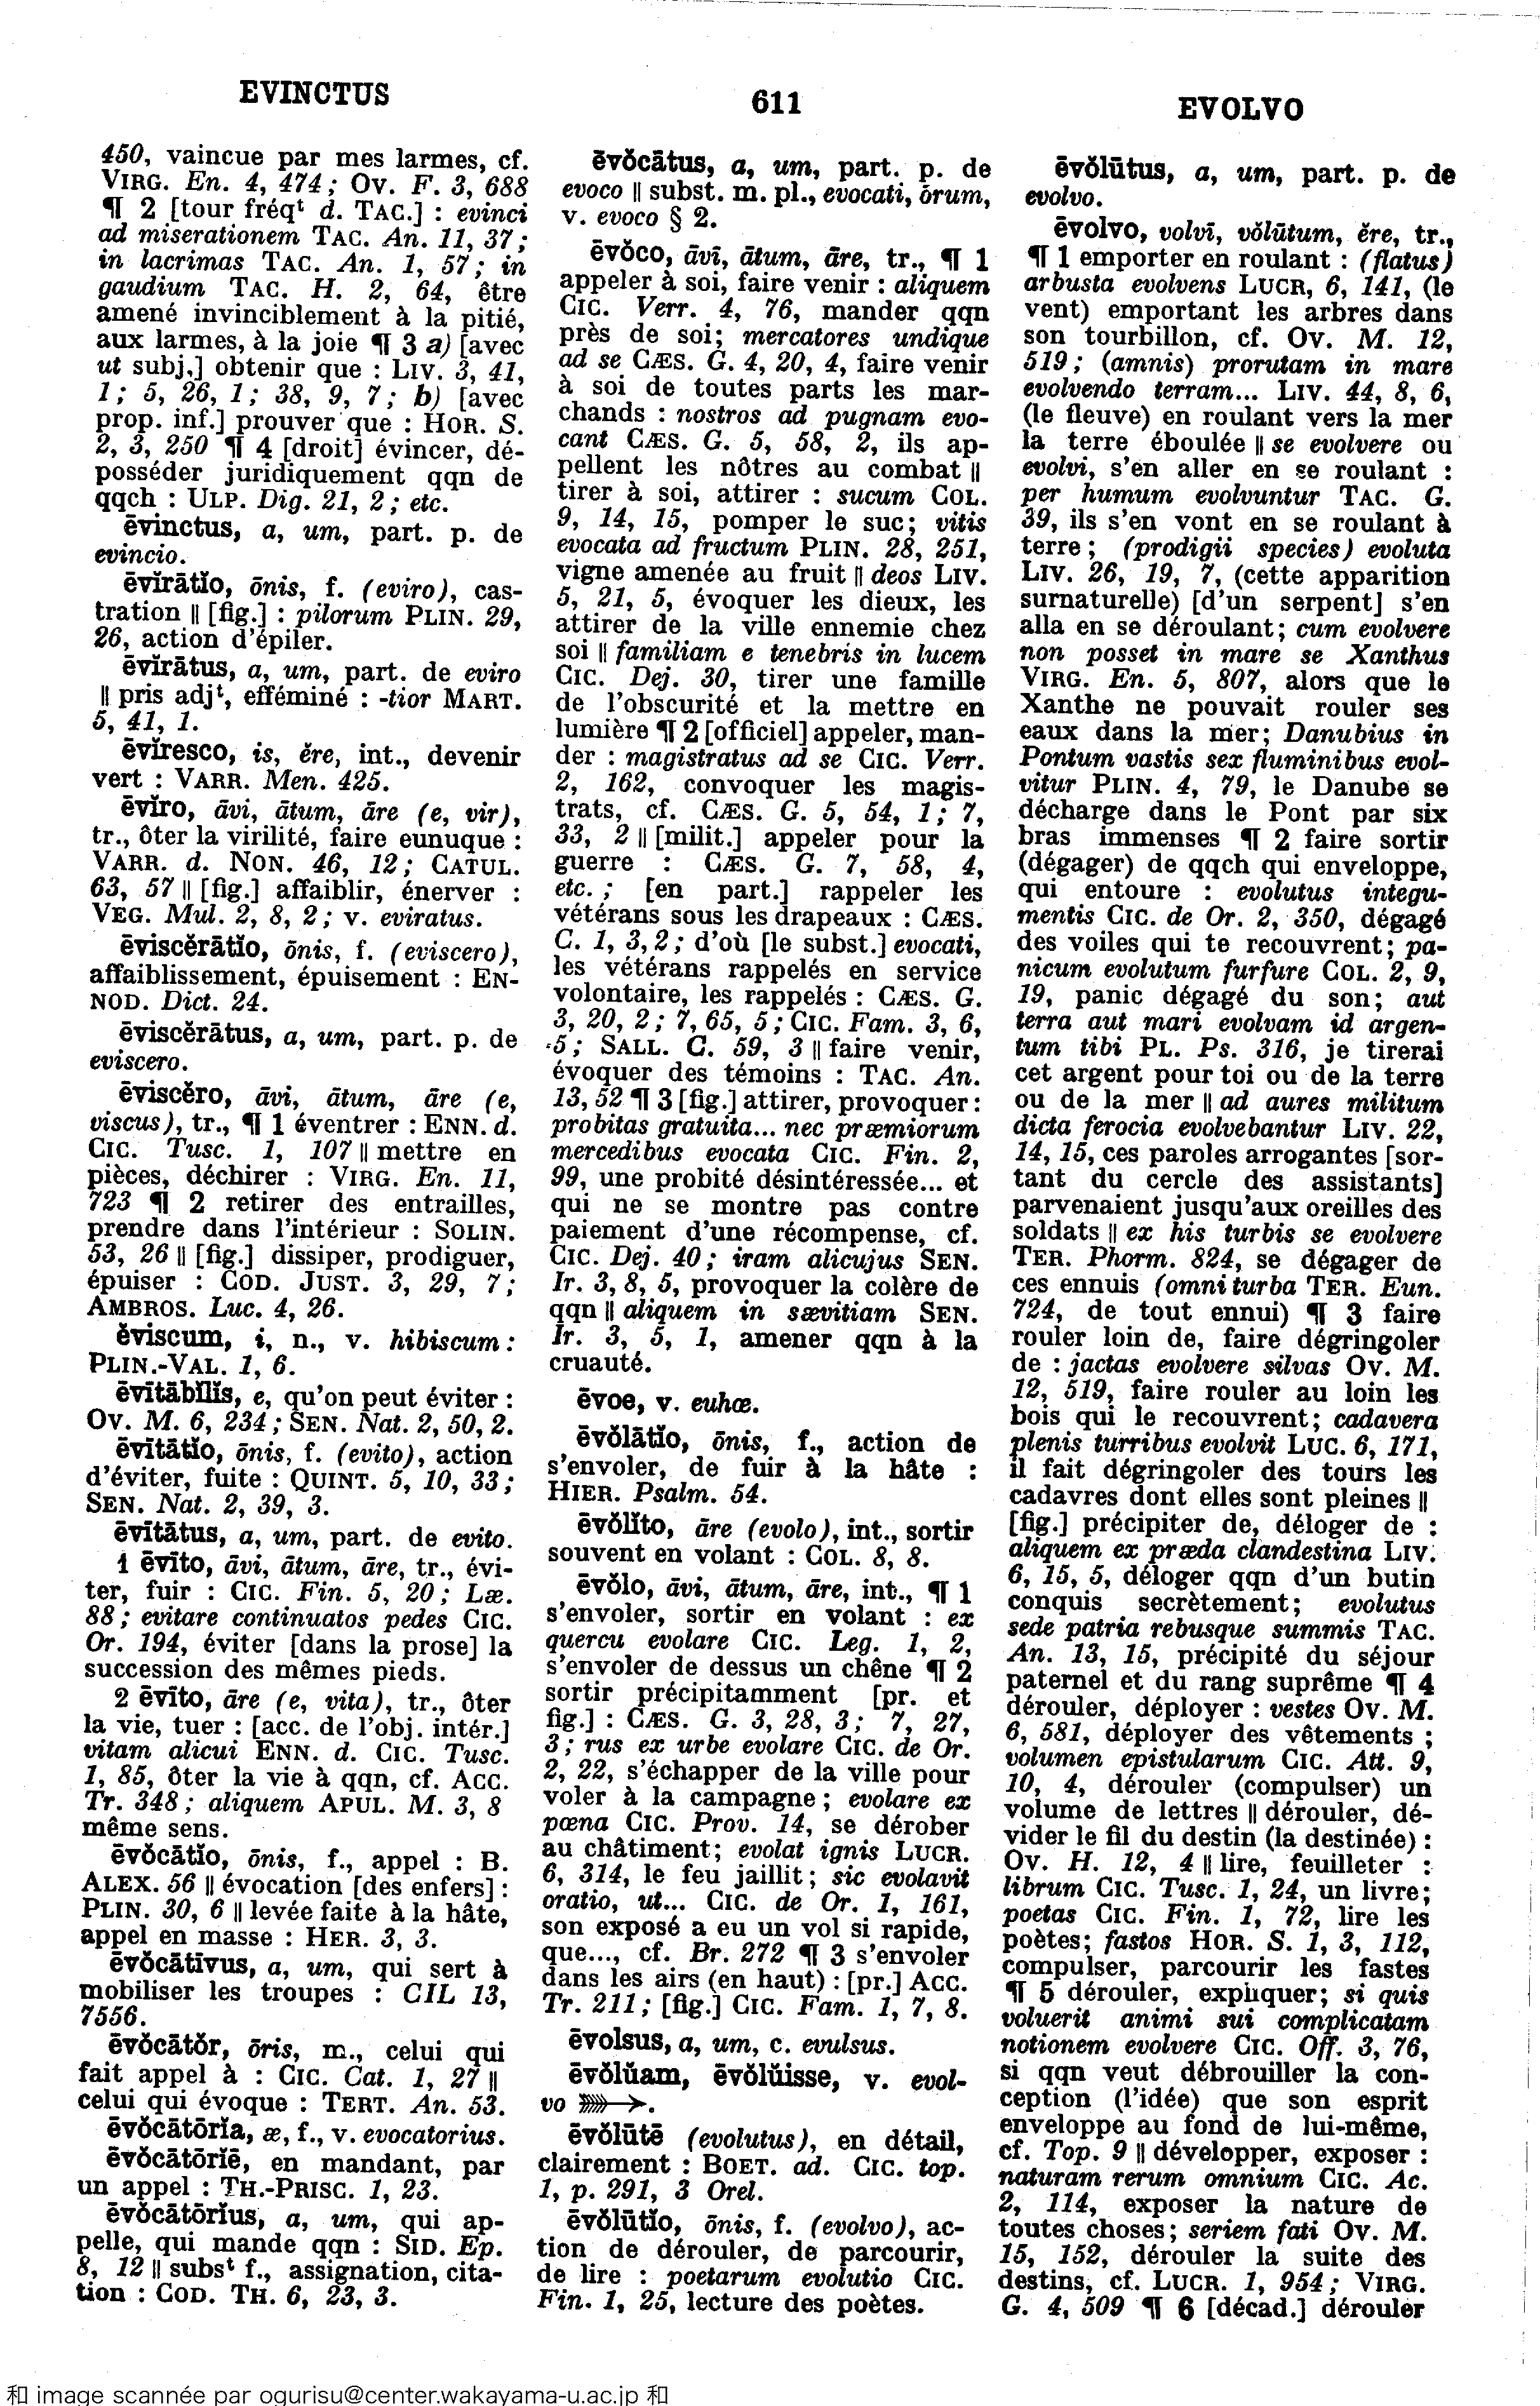 EVINCTUS
611
EVOLVO
450, vaincue par mes larmes, cf.
VIRG. En. 4, 474; Ov. F. 3, 688
¶ 2 [tour fréqt d. TAC.] : evinci
ad miserationem TAC. An. 11, 37;
in lacrimas TAC. An. 1, 57; in
gaudium TAC. H. 2, 64, être
amené invinciblement à la pitié,
aux larmes, à la joie ¶ 3 a) [avec
ut subj.] obtenir que : LIV. 3, 41,
1; 5, 26, 1; 38, 9, 7; b) [avec
prop. inf.] prouver que : HOR. S.
2, 3, 250 ¶ 4 [droit] évincer, dé-
posséder juridiquement qqn de
qqch : ULP. Dig. 21, 2; etc.
ēvinctus, a, um, part. p. de
evincio.
ēvĭrātĭo, ōnis, f. (eviro), cas-
tration || [fig.] : pilorum PLIN. 29,
26, action d'épiler.
ēvĭrātus, a, um, part. de eviro
|| pris adjt, efféminé : -tior MART.
5, 41, 1.
ēvĭresco, is, ĕre, int., devenir
vert : VARR. Men. 425.
ēvĭro, āvi, ātum, āre (e, vir),
tr., ôter la virilité, faire eunuque :
VARR. d. NON. 46, 12; CATUL.
63, 57 || [fig.] affaiblir, énerver :
VEG. Mul. 2, 8, 2; v. eviratus.
ēviscĕrātĭo, ōnis, f. (eviscero),
affaiblissement, épuisement : EN-
NOD. Dict. 24.
ēviscĕrātus, a, um, part. p. de
eviscero.
ēviscĕro, āvi, ātum, āre (e,
viscus), tr., ¶ 1 éventrer : ENN. d.
CIC. Tusc. 1, 107 || mettre en
pièces, déchirer : VIRG. En. 11,
723 ¶ 2 retirer des entrailles,
prendre dans l'intérieur : SOLIN.
53, 26 || [fig.] dissiper, prodiguer,
épuiser : COD. JUST. 3, 29, 7;
AMBROS. Luc. 4, 26.
ĕviscum, i, n., v. hibiscum :
PLIN.-VAL. 1, 6.
ēvītābĭlis, e, qu'on peut éviter :
Ov. M. 6, 234; SEN. Nat. 2, 50, 2.
ēvītātĭo, ōnis, f. (evito), action
d'éviter, fuite : QUINT. 5, 10, 33;
SEN. Nat. 2, 39, 3.
ēvītātus, a, um, part. de evito.
1 ēvīto, āvi, ātum, āre, tr., évi-
ter, fuir : CIC. Fin. 5, 20; Læ.
88; evitare continuatos pedes CIC.
Or. 194, éviter [dans la prose] la
succession des mêmes pieds.
2 ēvīto, āre (e, vita), tr., ôter
la vie, tuer : [acc. de l'obj. intér.]
vitam alicui ENN. d. CIC. Tusc.
1, 85, ôter la vie à qqn, cf. ACC.
Tr. 348; aliquem APUL. M. 3, 8
même sens.
ēvŏcātĭo, ōnis, f., appel : B.
ALEX. 56 || évocation [des enfers] :
PLIN. 30, 6 || levée faite à la hâte,
appel en masse : HER. 3, 3.
ēvŏcātīvus, a, um, qui sert à
mobiliser les troupes : CIL 13,
7556.
ēvŏcātŏr, ōris, m., celui qui
fait appel à : CIC. Cat. 1, 27 ||
celui qui évoque : TERT. An. 53.
ēvŏcātōrĭa, æ, f., v. evocatorius.
ēvŏcātōrĭē, en mandant, par
un appel : TH.-PRISC. 1, 23.
ēvŏcātōrĭus, a, um, qui ap-
pelle, qui mande qqn : SID. Ep.
8, 12 || subst f., assignation, cita-
tion : COD. TH. 6, 23, 3.
ēvŏcātus, a, um, part. p. de
evoco || subst. m. pl., evocati, ōrum,
v. evoco § 2.
ēvŏco, āvī, ātum, āre, tr., ¶ 1
appeler à soi, faire venir : aliquem
CIC. Verr. 4, 76, mander qqn
près de soi; mercatores undique
ad se CÆS. G. 4, 20, 4, faire venir
à soi de toutes parts les mar-
chands : nostros ad pugnam evo-
cant CÆS. G. 5, 58, 2, ils ap-
pellent les nôtres au combat ||
tirer à soi, attirer : sucum COL.
9, 14, 15, pomper le suc; vitis
evocata ad fructum PLIN. 28, 251,
vigne amenée au fruit || deos LIV.
5, 21, 5, évoquer les dieux, les
attirer de la ville ennemie chez
soi || familiam e tenebris in lucem
CIC. Dej. 30, tirer une famille
de l'obscurité et la mettre en
lumière ¶ 2 [officiel] appeler, man-
der : magistratus ad se CIC. Verr.
2, 162, convoquer les magis-
trats, cf. CÆS. G. 5, 54, 1; 7,
33, 2 || [milit.] appeler pour la
guerre : CÆS. G. 7, 58, 4,
etc. ; [en part.] rappeler les
vétérans sous les drapeaux : CÆS.
C. 1, 3, 2; d'où [le subst.] evocati,
les vétérans rappelés en service
volontaire, les rappelés : CÆS. G.
3, 20, 2; 7, 65, 5; CIC. Fam. 3, 6,
5; SALL. C. 59, 3 || faire venir,
évoquer des témoins : TAC. An.
13, 52 ¶ 3 [fig.] attirer, provoquer :
probitas gratuita... nec præmiorum
mercedibus evocata CIC. Fin. 2,
99, une probité désintéressée... et
qui ne se montre pas contre
paiement d'une récompense, cf.
CIC. Dej. 40; iram alicujus SEN.
Ir. 3, 8, 5, provoquer la colère de
qqn || aliquem in sævitiam SEN.
Ir. 3, 5, 1, amener qqn à la
cruauté.
ēvoe, v. euhœ.
ēvŏlātĭo, ōnis, f., action de
s'envoler, de fuir à la hâte :
HIER. Psalm. 54.
ēvŏlĭto, āre (evolo), int., sortir
souvent en volant : COL. 8, 8.
ēvŏlo, āvi, ātum, āre, int., ¶ 1
s'envoler, sortir en volant : ex
quercu evolare CIC. Leg. 1, 2,
s'envoler de dessus un chêne ¶ 2
sortir précipitamment [pr. et
fig.] : CÆS. G. 3, 28, 3; 7, 27,
3; rus ex urbe evolare CIC. de Or.
2, 22, s'échapper de la ville pour
voler à la campagne; evolare ex
pœna CIC. Prov. 14, se dérober
au châtiment; evolat ignis LUCR.
6, 314, le feu jaillit; sic evolavit
oratio, ut... CIC. de Or. 1, 161,
son exposé a eu un vol si rapide,
que..., cf. Br. 272 ¶ 3 s'envoler
dans les airs (en haut) : [pr.] ACC.
Tr. 211; [fig.] CIC. Fam. 1, 7, 8.
ēvolsus, a, um, c. evulsus.
ēvŏlŭam, ēvŏlŭisse, v. evol-
vo ⟶.
ēvŏlūtē (evolutus), en détail,
clairement : BOET. ad. CIC. top.
1, p. 291, 3 Orel.
ēvŏlūtĭo, ōnis, f. (evolvo), ac-
tion de dérouler, de parcourir,
de lire : poetarum evolutio CIC.
Fin. 1, 25, lecture des poètes.
ēvŏlūtus, a, um, part. p. de
evolvo.
ēvolvo, volvī, vŏlūtum, ĕre, tr.,
¶ 1 emporter en roulant : (flatus)
arbusta evolvens LUCR, 6, 141, (le
vent) emportant les arbres dans
son tourbillon, cf. Ov. M. 12,
519; (amnis) prorutam in mare
evolvendo terram... LIV. 44, 8, 6,
(le fleuve) en roulant vers la mer
la terre éboulée || se evolvere ou
evolvi, s'en aller en se roulant :
per humum evolvuntur TAC. G.
39, ils s'en vont en se roulant à
terre; (prodigii species) evoluta
LIV. 26, 19, 7, (cette apparition
surnaturelle) [d'un serpent] s'en
alla en se déroulant; cum evolvere
non posset in mare se Xanthus
VIRG. En. 5, 807, alors que le
Xanthe ne pouvait rouler ses
eaux dans la mer; Danubius in
Pontum vastis sex fluminibus evol-
vitur PLIN. 4, 79, le Danube se
décharge dans le Pont par six
bras immenses ¶ 2 faire sortir
(dégager) de qqch qui enveloppe,
qui entoure : evolutus integu-
mentis CIC. de Or. 2, 350, dégagé
des voiles qui te recouvrent; pa-
nicum evolutum furfure COL. 2, 9,
19, panic dégagé du son; aut
terra aut mari evolvam id argen-
tum tibi PL. Ps. 316, je tirerai
cet argent pour toi ou de la terre
ou de la mer || ad aures militum
dicta ferocia evolvebantur LIV. 22,
14, 15, ces paroles arrogantes [sor-
tant du cercle des assistants]
parvenaient jusqu'aux oreilles des
soldats || ex his turbis se evolvere
TER. Phorm. 824, se dégager de
ces ennuis (omni turba TER. Eun.
724, de tout ennui) ¶ 3 faire
rouler loin de, faire dégringoler
de : jactas evolvere silvas Ov. M.
12, 519, faire rouler au loin les
bois qui le recouvrent; cadavera
plenis turribus evolvit LUC. 6, 171,
il fait dégringoler des tours les
cadavres dont elles sont pleines ||
[fig.] précipiter de, déloger de :
aliquem ex præda clandestina LIV.
6, 15, 5, déloger qqn d'un butin
conquis secrètement; evolutus
sede patria rebusque summis TAC.
An. 13, 15, précipité du séjour
paternel et du rang suprême ¶ 4
dérouler, déployer : vestes Ov. M.
6, 581, déployer des vêtements ;
volumen epistularum CIC. Att. 9,
10, 4, dérouler (compulser) un
volume de lettres || dérouler, dé-
vider le fil du destin (la destinée) :
Ov. H. 12, 4 || lire, feuilleter :
librum CIC. Tusc. 1, 24, un livre;
poetas CIC. Fin. 1, 72, lire les
poètes; fastos HOR. S. 1, 3, 112,
compulser, parcourir les fastes
¶ 5 dérouler, expliquer; si quis
voluerit animi sui complicatam
notionem evolvere CIC. Off. 3, 76,
si qqn veut débrouiller la con-
ception (l'idée) que son esprit
enveloppe au fond de lui-même,
cf. Top. 9 || développer, exposer :
naturam rerum omnium CIC. Ac.
2, 114, exposer la nature de
toutes choses; seriem fati Ov. M.
15, 152, dérouler la suite des
destins, cf. LUCR. 1, 954; VIRG.
G. 4, 509 ¶ 6 [décad.] dérouler
和 image scannée par ogurisu@center.wakayama-u.ac.jp 和